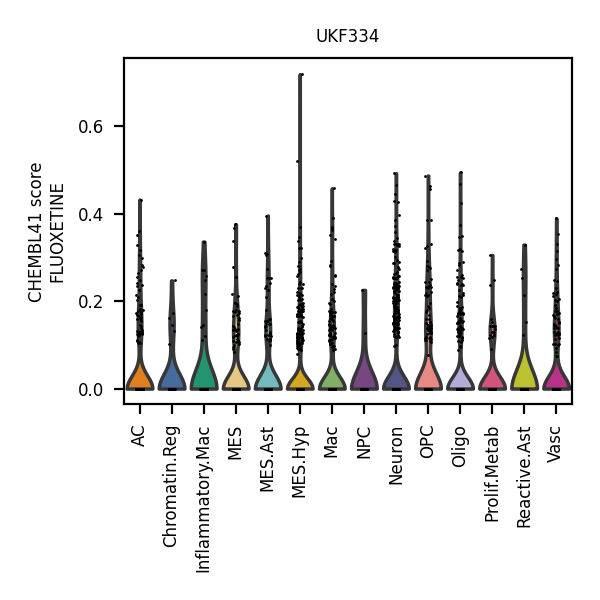 UKF334
CHEMBL41 score
FLUOXETINE
0.6
0.4
0.2
0.0
AC
Chromatin.Reg
Inflammatory.Mac
MES
MES.Ast
MES.Hyp
Mac
NPC
Neuron
OPC
Oligo
Prolif.Metab
Reactive.Ast
Vasc